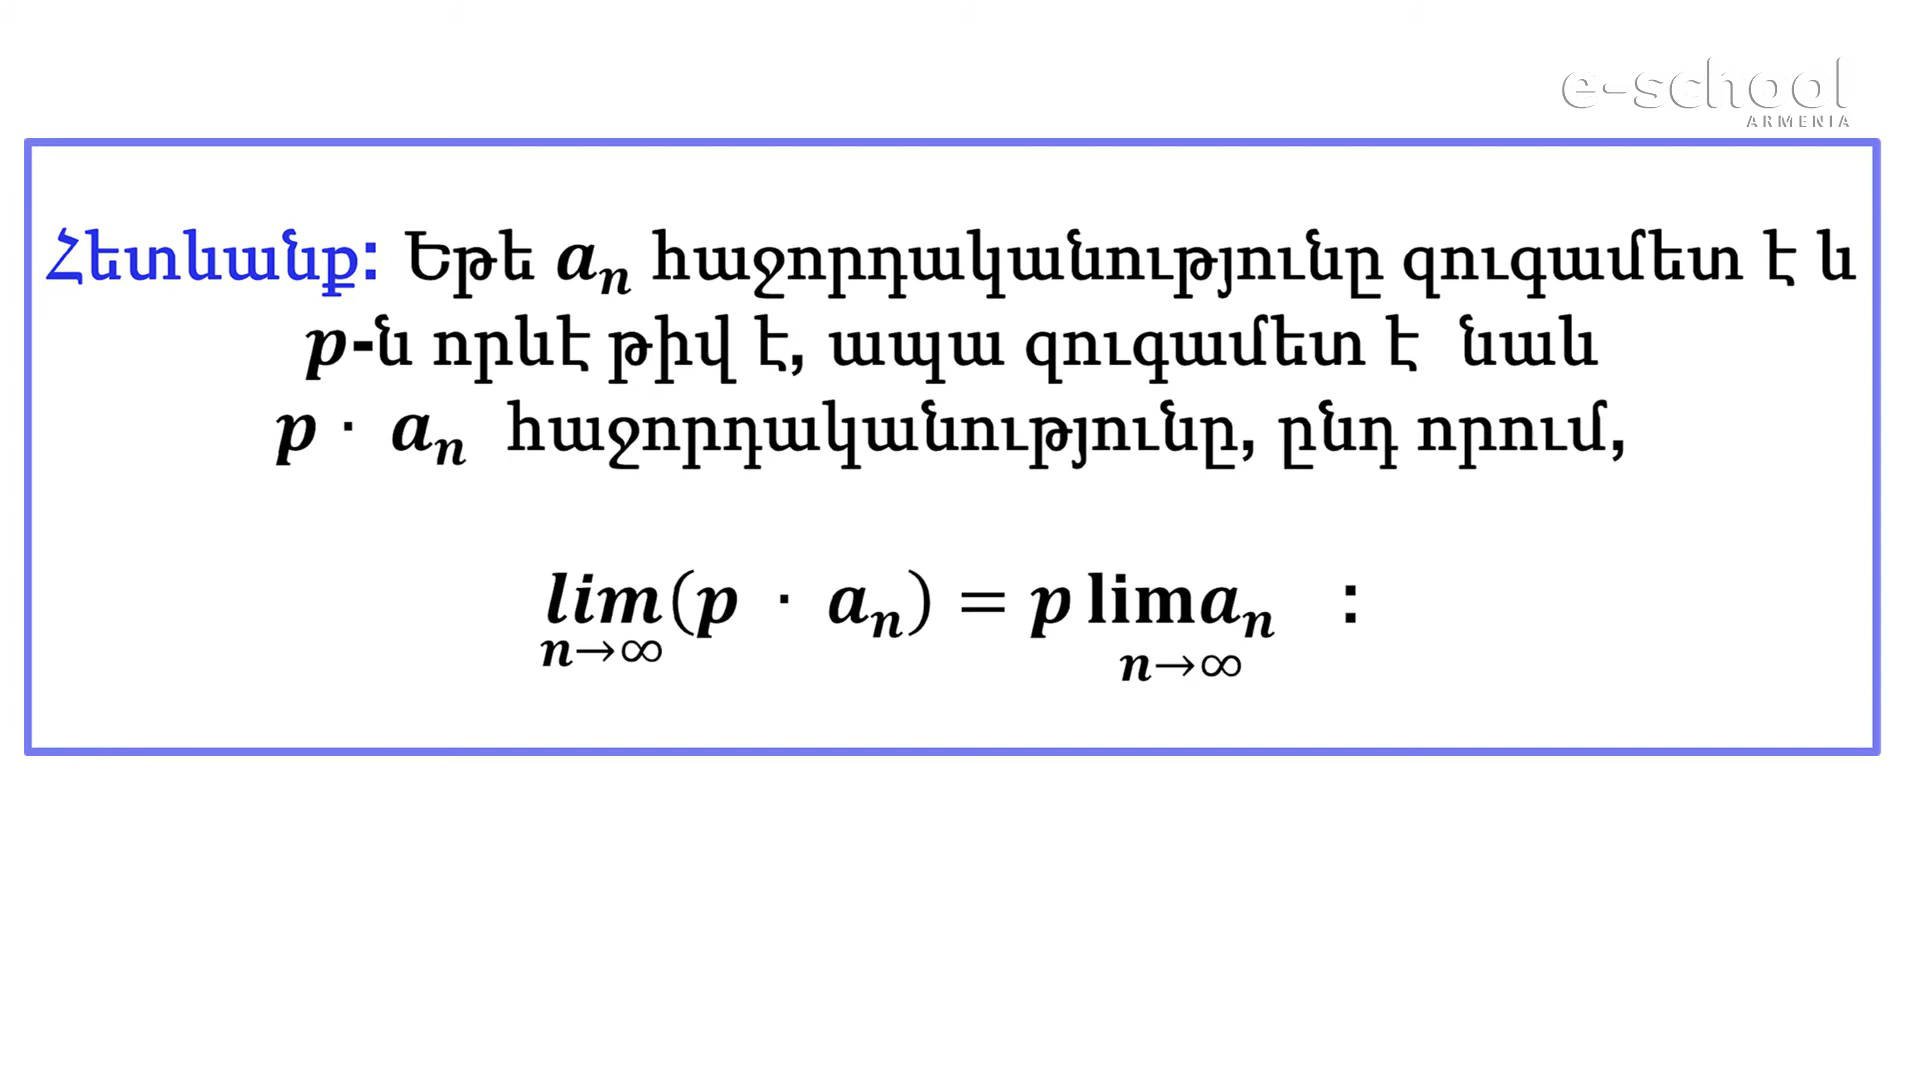 e-school
ARMENIA
Հետևանք: Եթե aₙ հաջորդականությունը զուգամետ է և
p-ն որևէ թիվ է, ապա զուգամետ է նաև
p · aₙ հաջորդականությունը, ընդ որում,
lim(p · aₙ) = p lim aₙ :
n→∞ n→∞